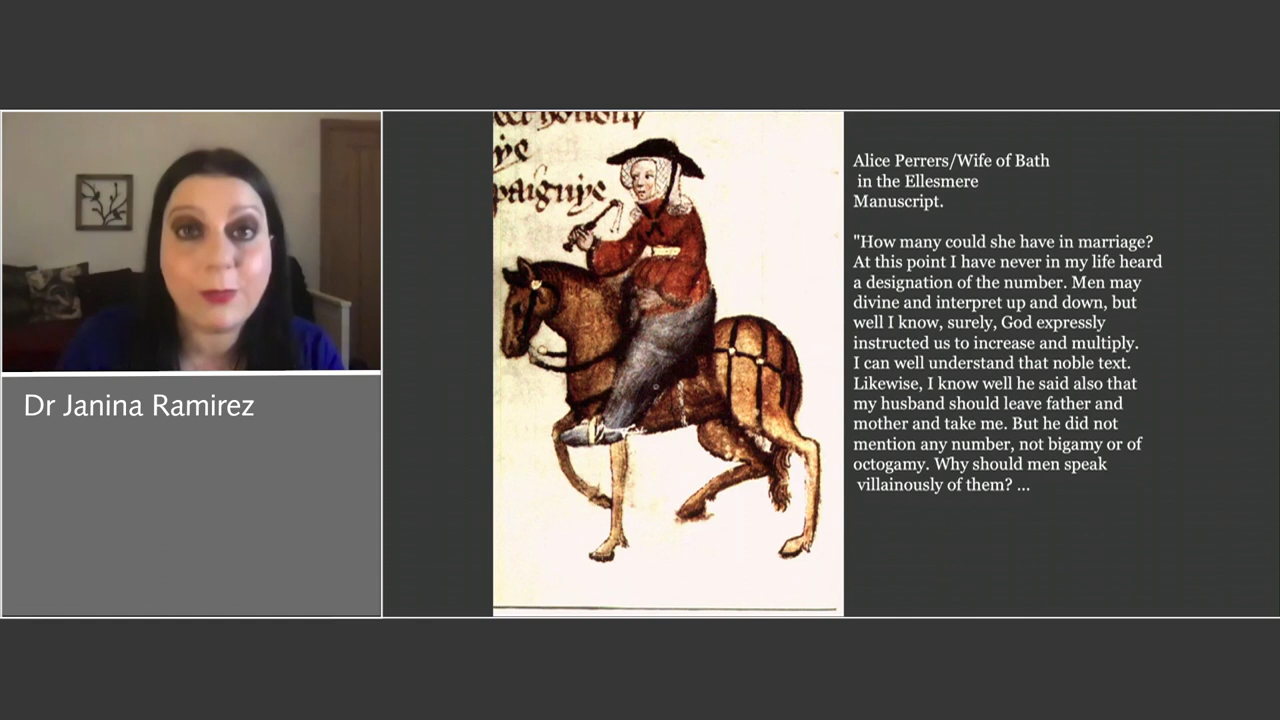 Dr Janina Ramirez
ye
paignye
Alice Perrers/Wife of Bath
in the Ellesmere
Manuscript.
"How many could she have in marriage?
At this point I have never in my life heard
a designation of the number. Men may
divine and interpret up and down, but
well I know, surely, God expressly
instructed us to increase and multiply.
I can well understand that noble text.
Likewise, I know well he said also that
my husband should leave father and
mother and take me. But he did not
mention any number, not bigamy or of
octogamy. Why should men speak
villainously of them? ...